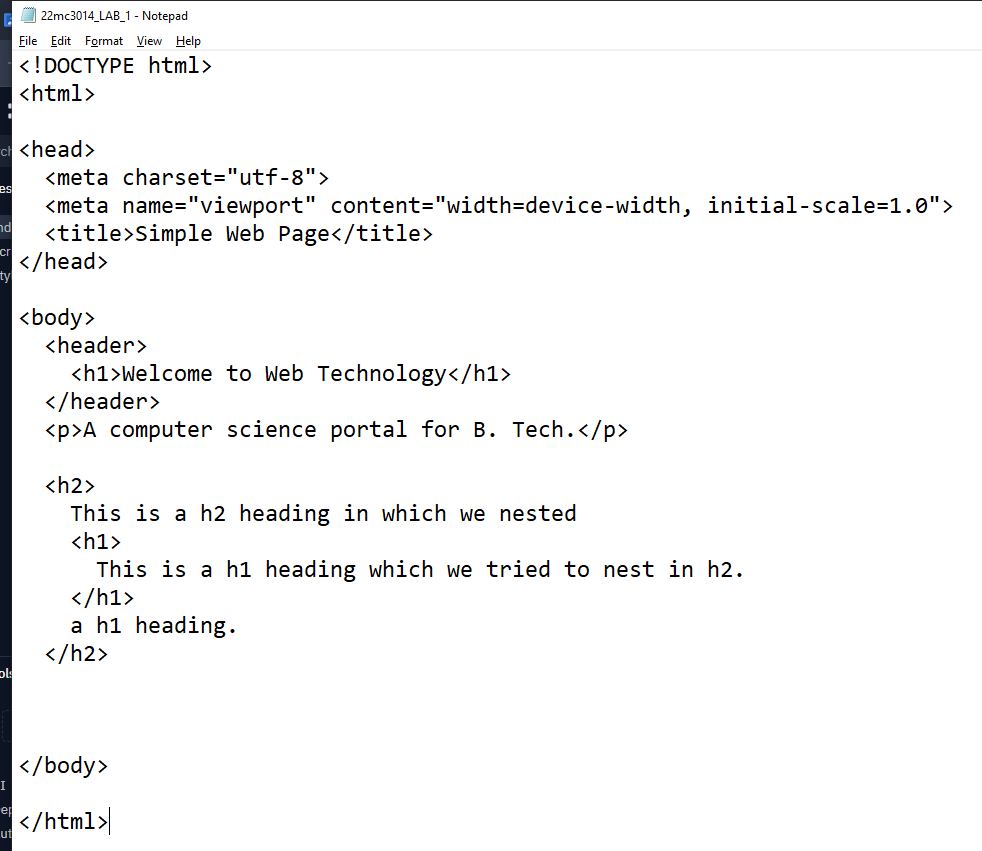 22mc3014_LAB_1 - Notepad
File Edit Format View Help
<!DOCTYPE html>
<html>

<head>
  <meta charset="utf-8">
  <meta name="viewport" content="width=device-width, initial-scale=1.0">
  <title>Simple Web Page</title>
</head>

<body>
  <header>
    <h1>Welcome to Web Technology</h1>
  </header>
  <p>A computer science portal for B. Tech.</p>

  <h2>
    This is a h2 heading in which we nested
    <h1>
      This is a h1 heading which we tried to nest in h2.
    </h1>
    a h1 heading.
  </h2>

</body>

</html>